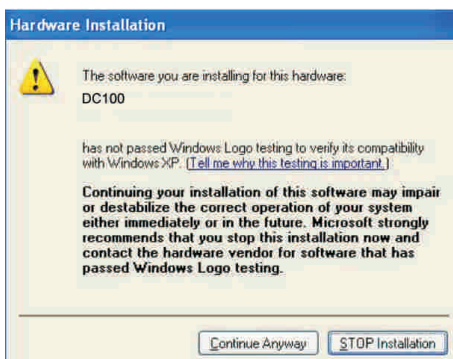 Hardware Installation
The software you are installing for this hardware:
DC100
has not passed Windows Logo testing to verify its compatibility
with Windows XP. (Tell me why this testing is important.)
Continuing your installation of this software may impair
or destabilize the correct operation of your system
either immediately or in the future. Microsoft strongly
recommends that you stop this installation now and
contact the hardware vendor for software that has
passed Windows Logo testing.
Continue Anyway STOP Installation